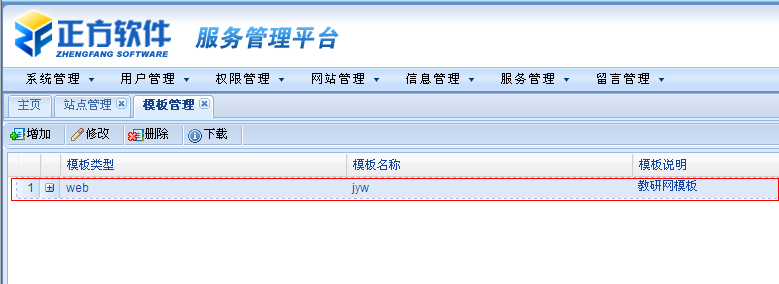 正方软件
ZHENGFANG SOFTWARE
服务管理平台
系统管理 用户管理 权限管理 网站管理 信息管理 服务管理 留言管理
主页 站点管理 模板管理
增加 修改 删除 下载
模板类型 模板名称 模板说明
1 web jyw 教研网模板